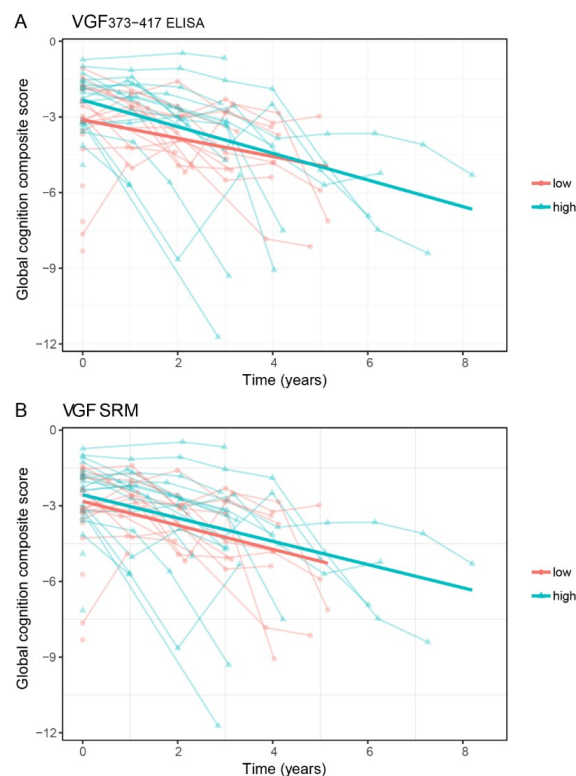 A
VGF373−417 ELISA
0
−3
−6
−9
−12
Global cognition composite score
0 2 4 6 8
Time (years)
low
high
B
VGF SRM
0
−3
−6
−9
−12
Global cognition composite score
0 2 4 6 8
Time (years)
low
high